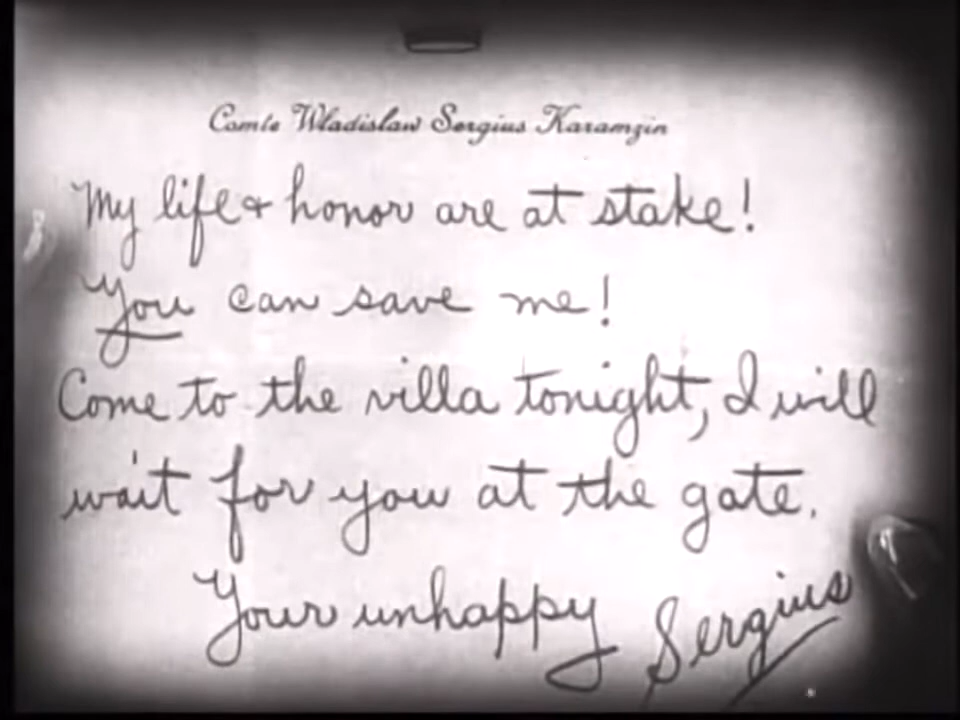 Comte Wladislaw Sergius Karamzin
My life & honor are at stake!
You can save me!
Come to the villa tonight, I will
wait for you at the gate.
Your unhappy Sergius